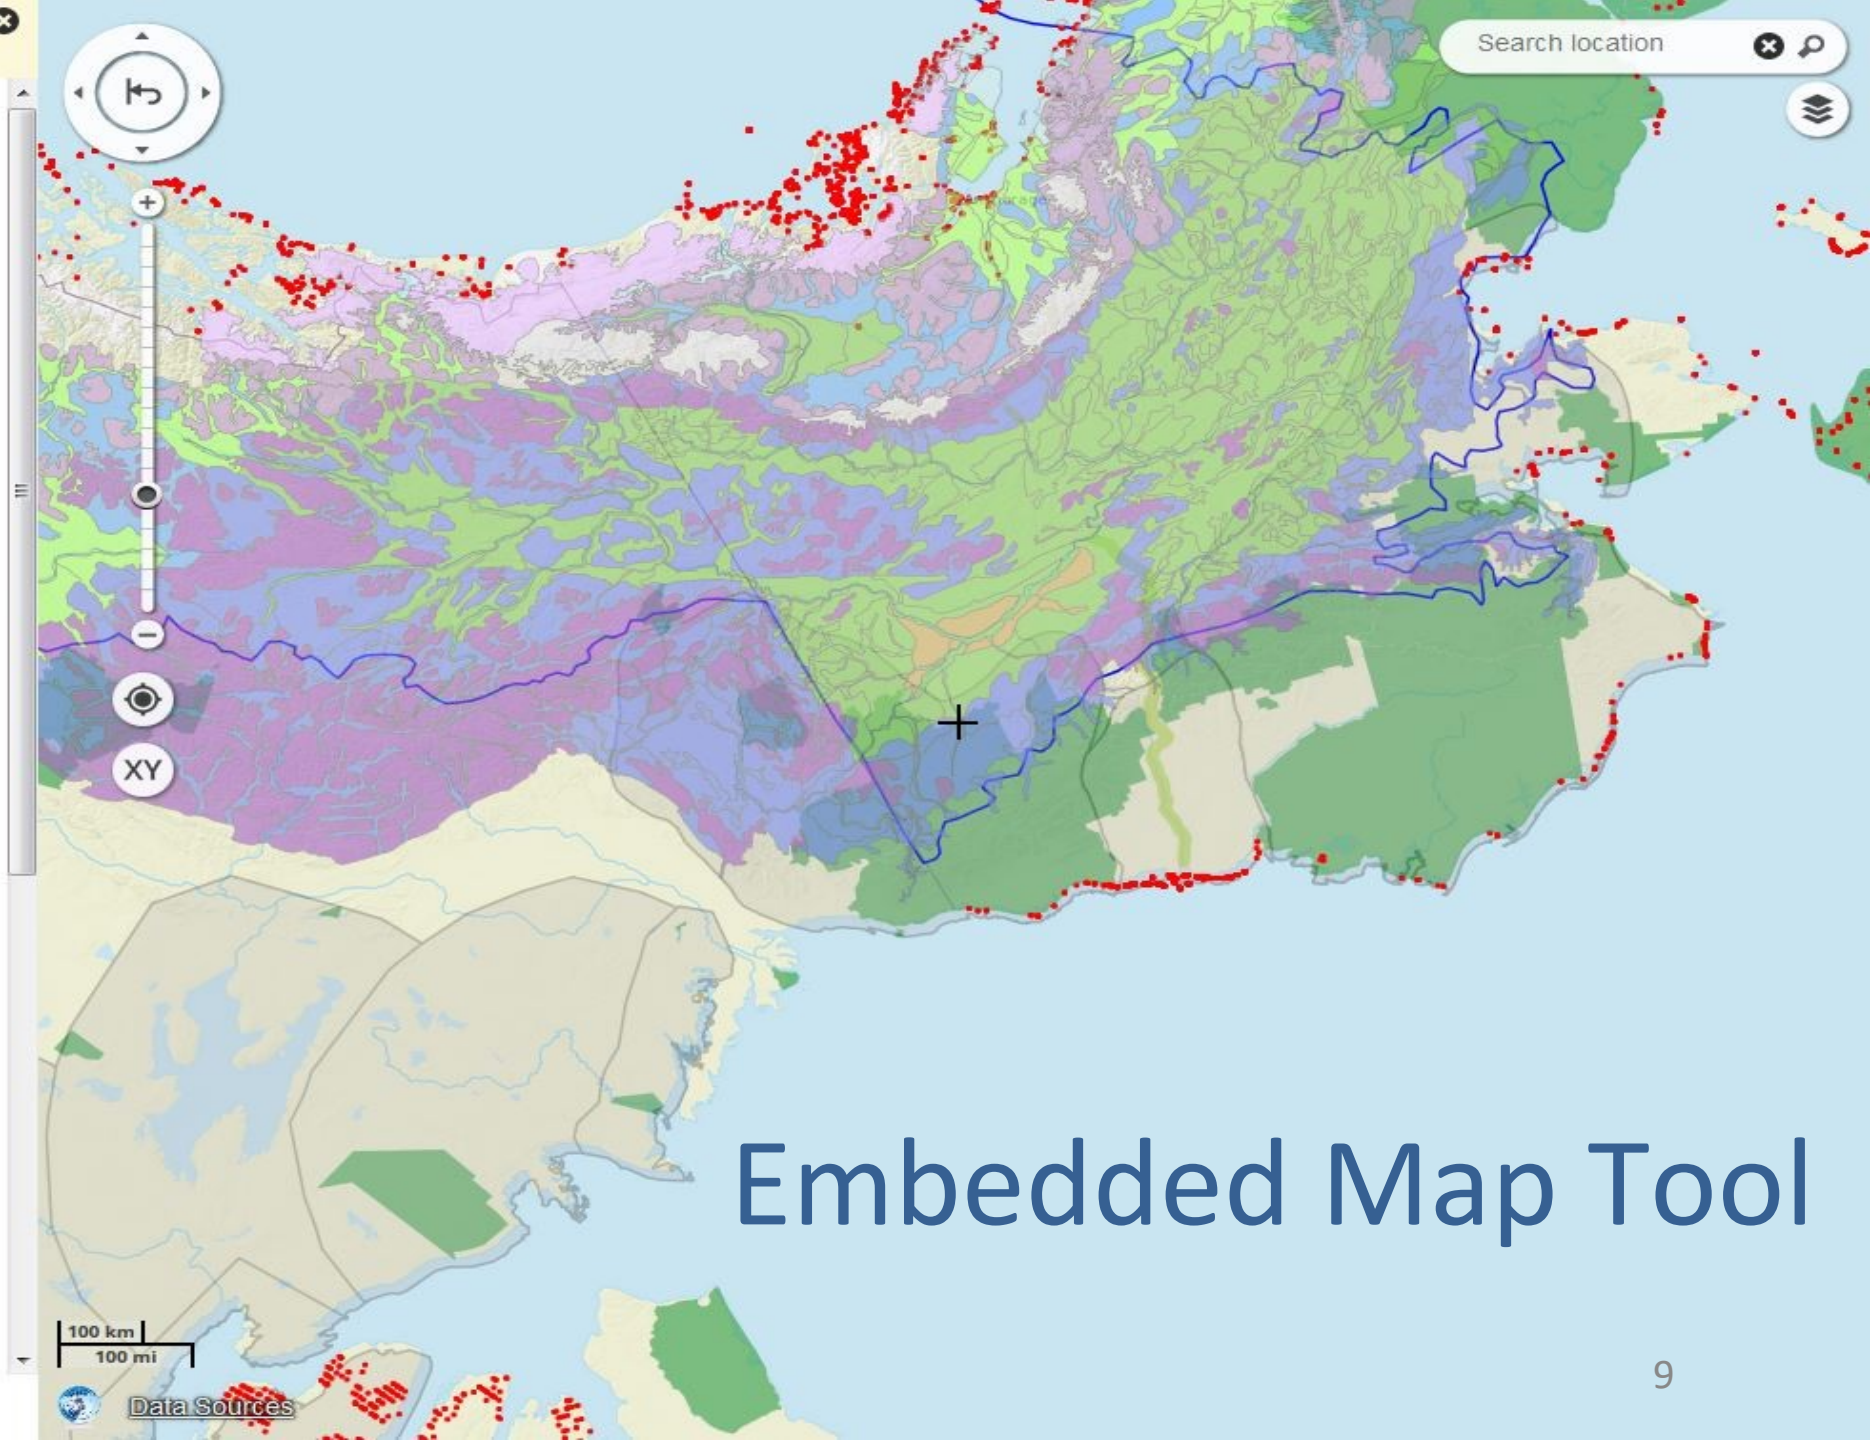 Search location
XY
Embedded Map Tool
100 km
100 mi
9
Data Sources